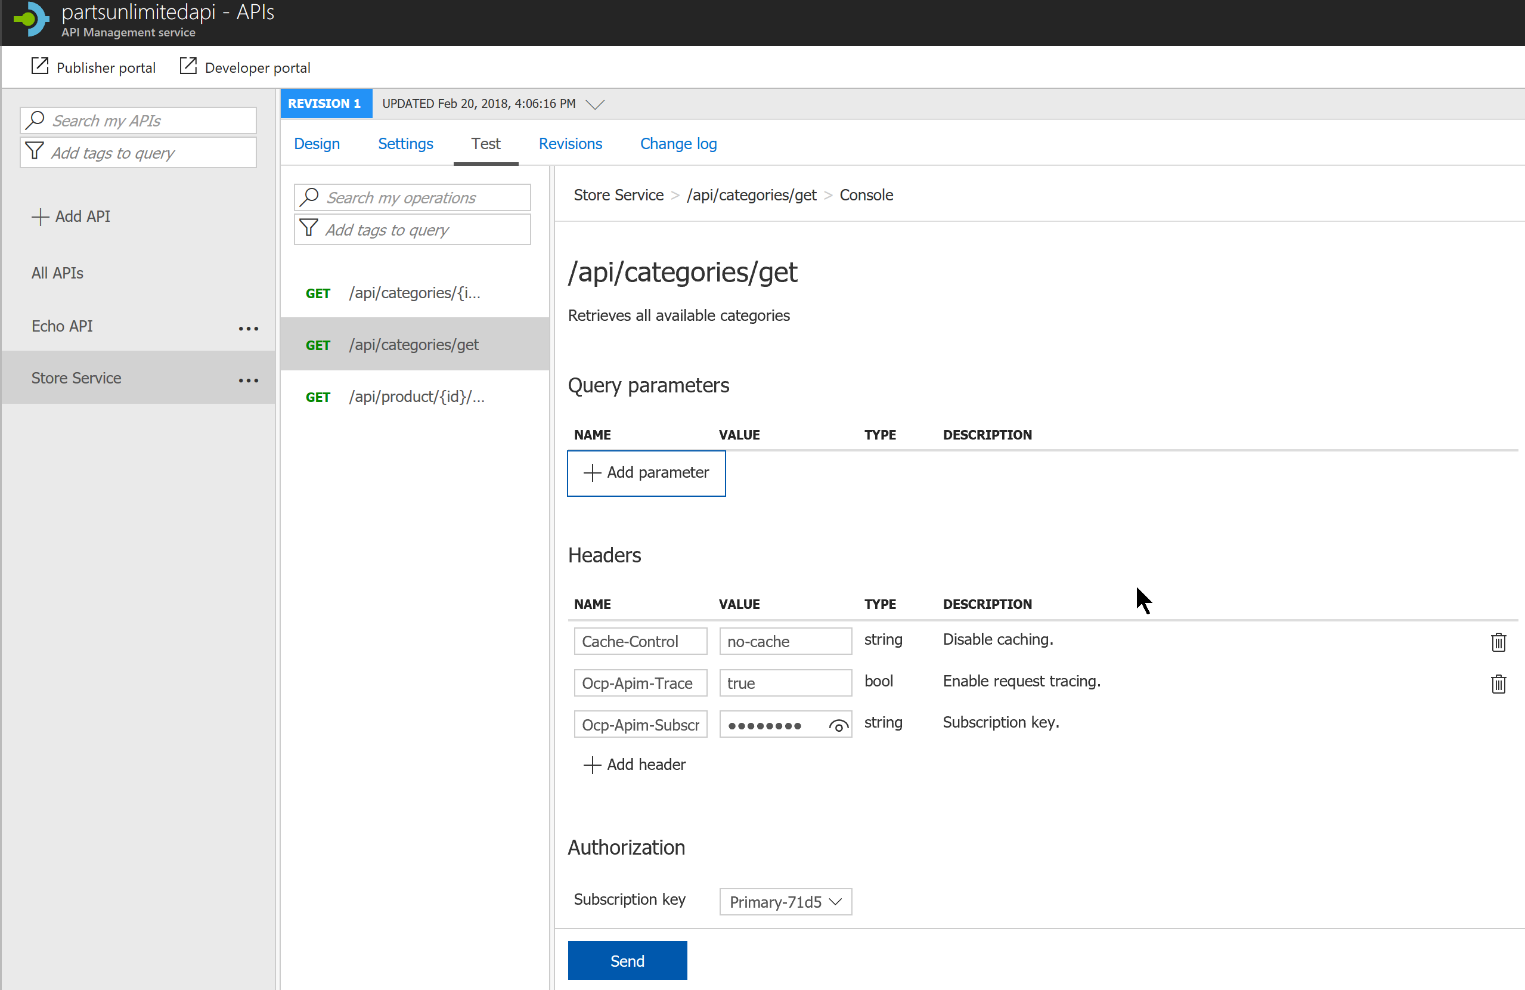 partsunlimitedapi - APIs
API Management service
Publisher portal
Developer portal
Search my APIs
Add tags to query
Add API
All APIs
Echo API
Store Service
REVISION 1
UPDATED Feb 20, 2018, 4:06:16 PM
Design
Settings
Test
Revisions
Change log
Search my operations
Add tags to query
GET /api/categories/{i...
GET /api/categories/get
GET /api/product/{id}/...
Store Service > /api/categories/get > Console
/api/categories/get
Retrieves all available categories
Query parameters
NAME VALUE TYPE DESCRIPTION
Add parameter
Headers
NAME VALUE TYPE DESCRIPTION
Cache-Control no-cache string Disable caching.
Ocp-Apim-Trace true bool Enable request tracing.
Ocp-Apim-Subscr •••••••• string Subscription key.
Add header
Authorization
Subscription key Primary-71d5
Send